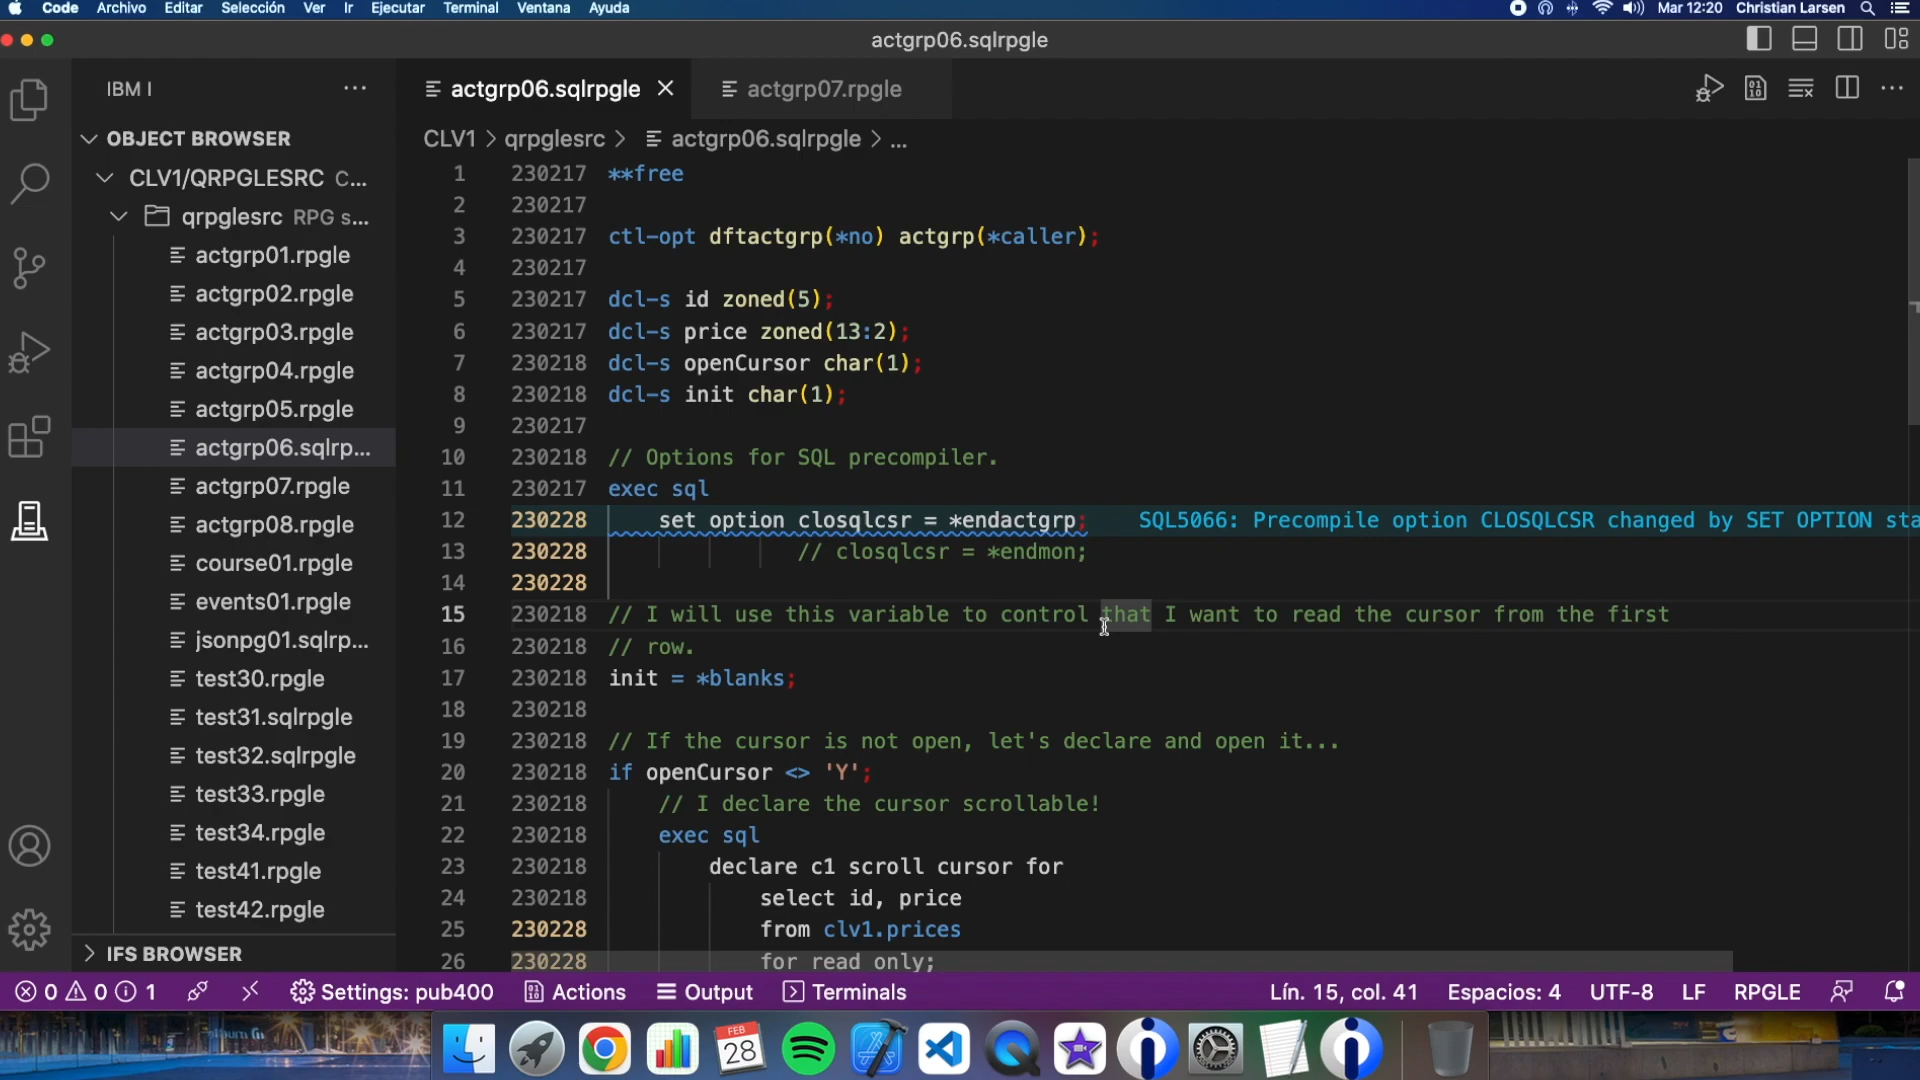 Code Archivo Editar Selección Ver Ir Ejecutar Terminal Ventana Ayuda Mar 12:20 Christian Larsen
actgrp06.sqlrpgle
IBM I
actgrp06.sqlrpgle
actgrp07.rpgle
OBJECT BROWSER
CLV1 > qrpglesrc > actgrp06.sqlrpgle > ...
CLV1/QRPGLESRC C...
qrpglesrc RPG s...
actgrp01.rpgle
actgrp02.rpgle
actgrp03.rpgle
actgrp04.rpgle
actgrp05.rpgle
actgrp06.sqlrp...
actgrp07.rpgle
actgrp08.rpgle
course01.rpgle
events01.rpgle
jsonpg01.sqlrp...
test30.rpgle
test31.sqlrpgle
test32.sqlrpgle
test33.rpgle
test34.rpgle
test41.rpgle
test42.rpgle
IFS BROWSER
1 230217 **free
2 230217
3 230217 ctl-opt dftactgrp(*no) actgrp(*caller);
4 230217
5 230217 dcl-s id zoned(5);
6 230217 dcl-s price zoned(13:2);
7 230218 dcl-s openCursor char(1);
8 230218 dcl-s init char(1);
9 230217
10 230218 // Options for SQL precompiler.
11 230217 exec sql
12 230228 set option closqlcsr = *endactgrp; SQL5066: Precompile option CLOSQLCSR changed by SET OPTION sta
13 230228 // closqlcsr = *endmon;
14 230228
15 230218 // I will use this variable to control that I want to read the cursor from the first
16 230218 // row.
17 230218 init = *blanks;
18 230218
19 230218 // If the cursor is not open, let's declare and open it...
20 230218 if openCursor <> 'Y';
21 230218 // I declare the cursor scrollable!
22 230218 exec sql
23 230218 declare c1 scroll cursor for
24 230218 select id, price
25 230228 from clv1.prices
26 230228 for read only;
0 0 1 Settings: pub400 Actions Output Terminals Lín. 15, col. 41 Espacios: 4 UTF-8 LF RPGLE
FEB
28